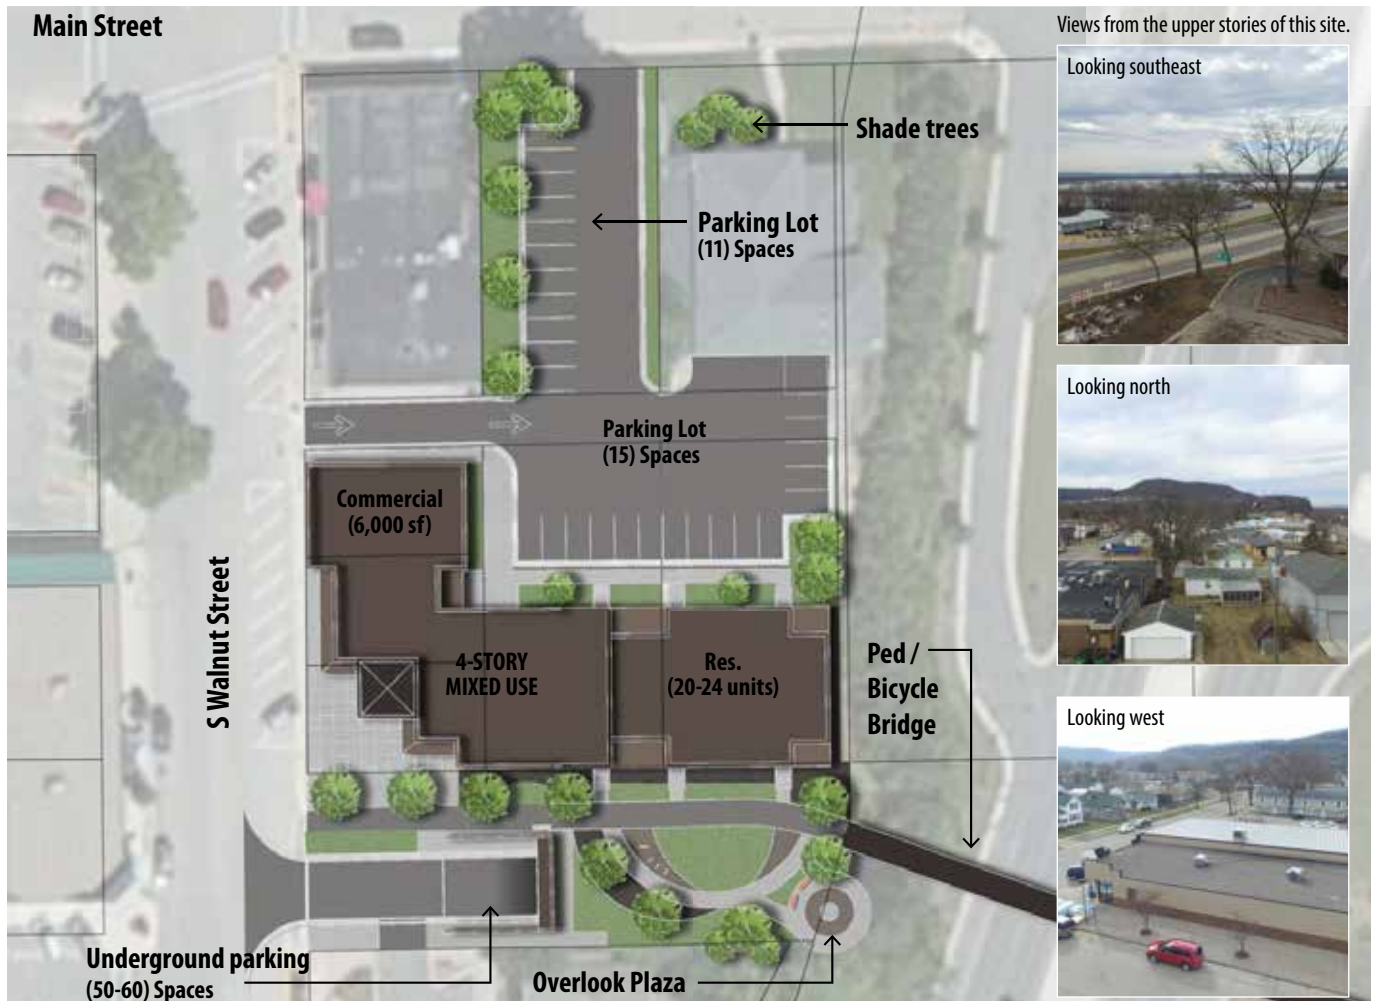 Main Street
Views from the upper stories of this site.
Looking southeast
Shade trees
Parking Lot
(11) Spaces
Looking north
Parking Lot
(15) Spaces
Commercial
(6,000 sf)
S Walnut Street
4-STORY
MIXED USE
Res.
(20-24 units)
Ped /
Bicycle
Bridge
Looking west
Underground parking
(50-60) Spaces
Overlook Plaza